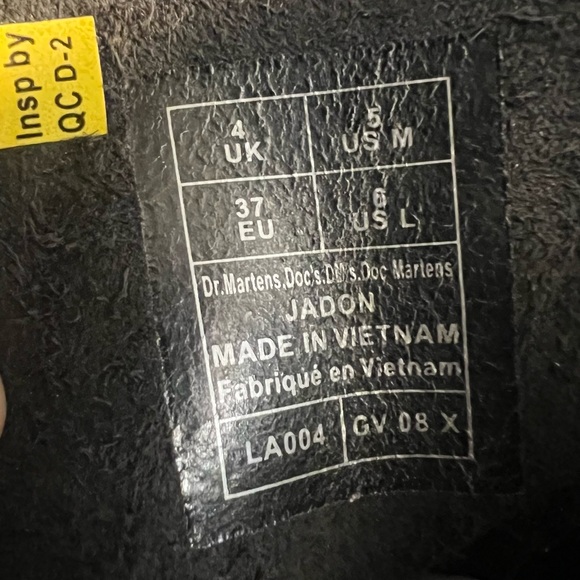 Insp by
QC D-2
4
UK
5
US M
37
EU
6
US L
Dr.Martens.Doc's.DM's.Doc Martens
JADON
MADE IN VIETNAM
Fabriqué en Vietnam
LA004
GV 08 X